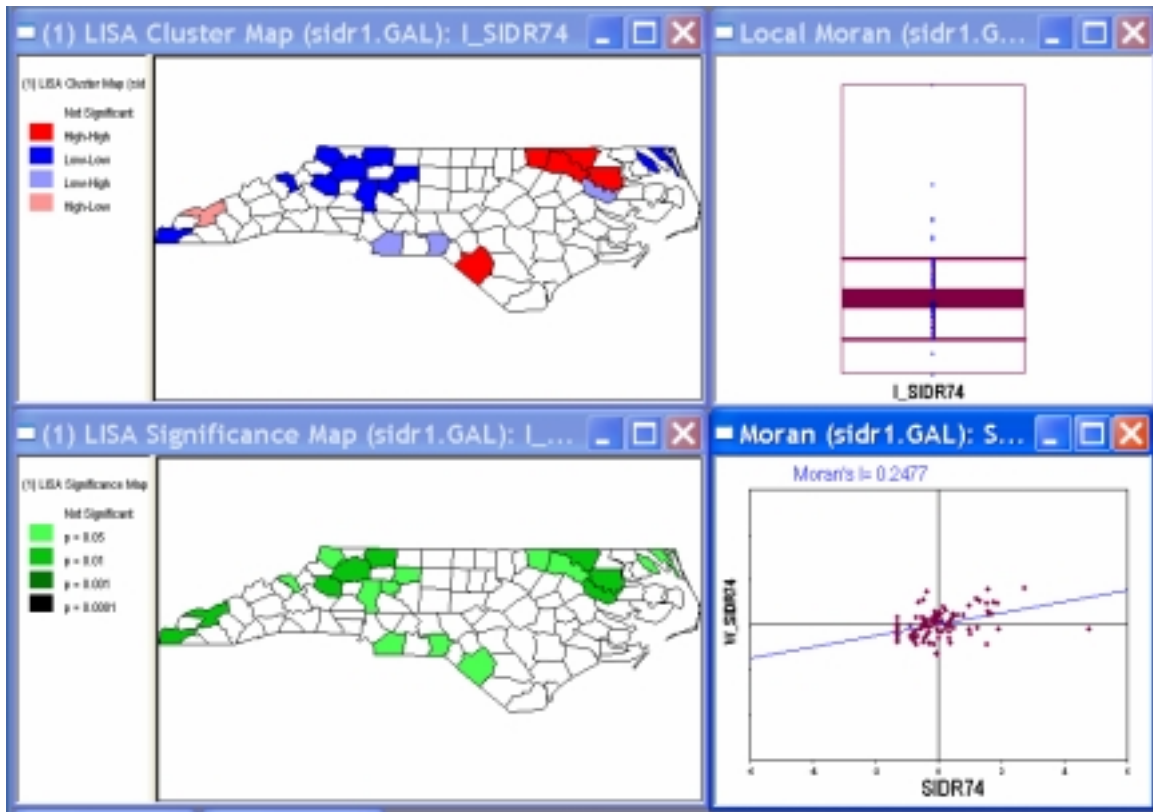 (1) LISA Cluster Map (sidr1.GAL): I_SIDR74
(1) LISA Cluster Map (sid
Not Significant
High-High
Low-Low
Low-High
High-Low
Local Moran (sidr1.G...
I_SIDR74
(1) LISA Significance Map (sidr1.GAL): I_...
(1) LISA Significance Map
Not Significant
p = 0.05
p = 0.01
p = 0.001
p = 0.0001
Moran (sidr1.GAL): S...
Moran's I= 0.2477
W_SIDR74
SIDR74